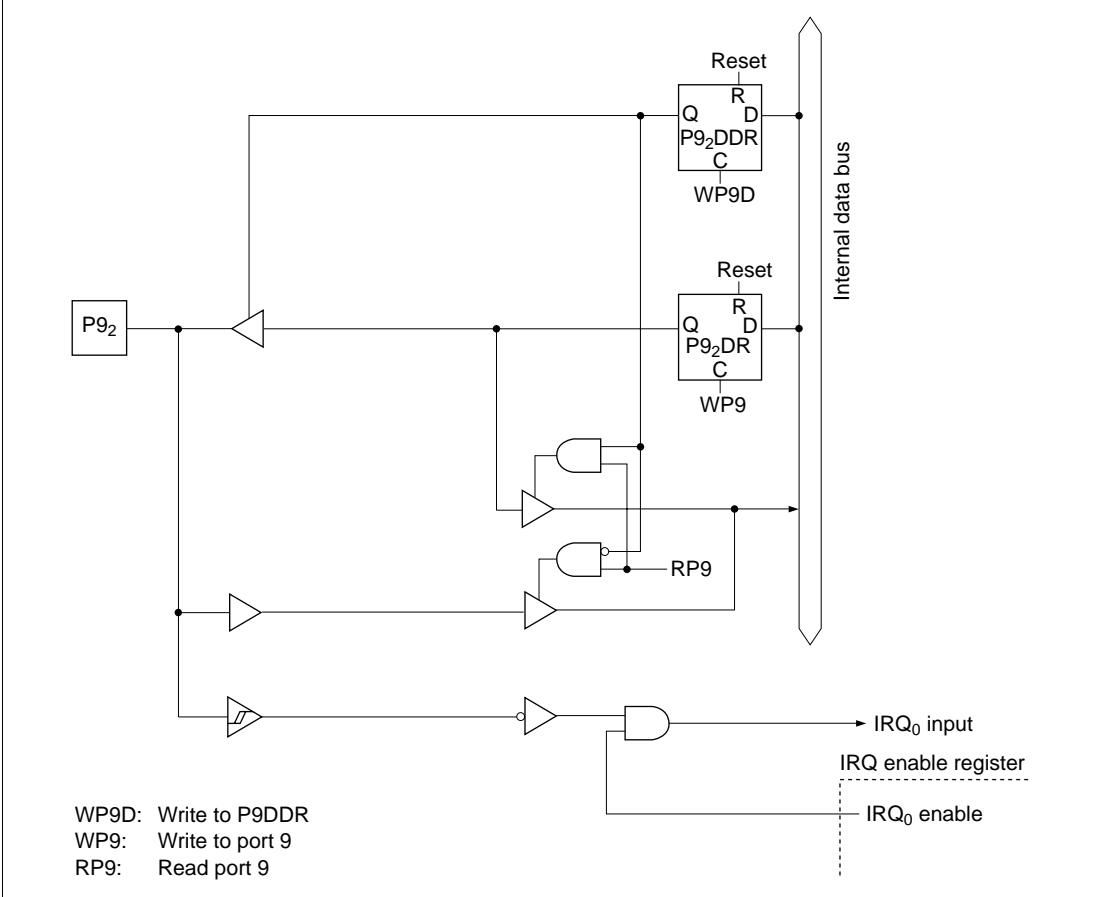 Reset
R
Q D
P9₂DDR
C
WP9D
Internal data bus
Reset
R
P9₂
Q D
P9₂DR
C
WP9
RP9
IRQ₀ input
IRQ enable register
IRQ₀ enable
WP9D: Write to P9DDR
WP9: Write to port 9
RP9: Read port 9